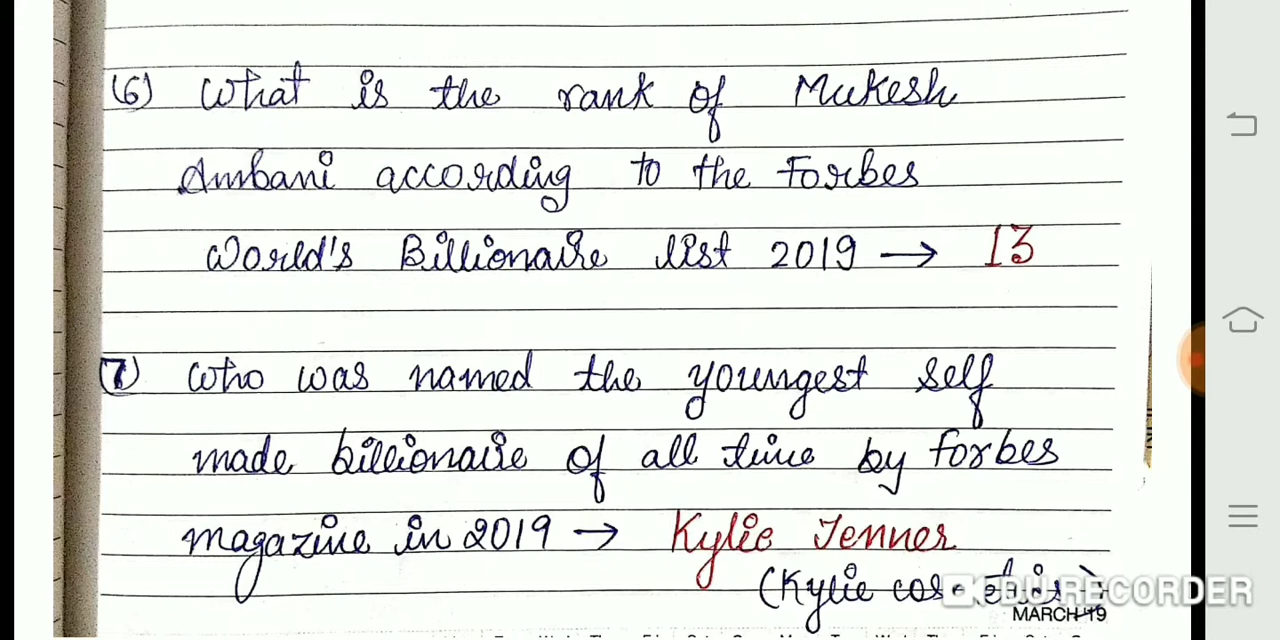 (6) What is the rank of Mukesh
Ambani according to the Forbes
World's Billionaire list 2019 → 13
(7) Who was named the youngest self
made billionaire of all time by forbes
magazine in 2019 → Kylie Jenner
(Kylie
DU RECORDER
MARCH-19